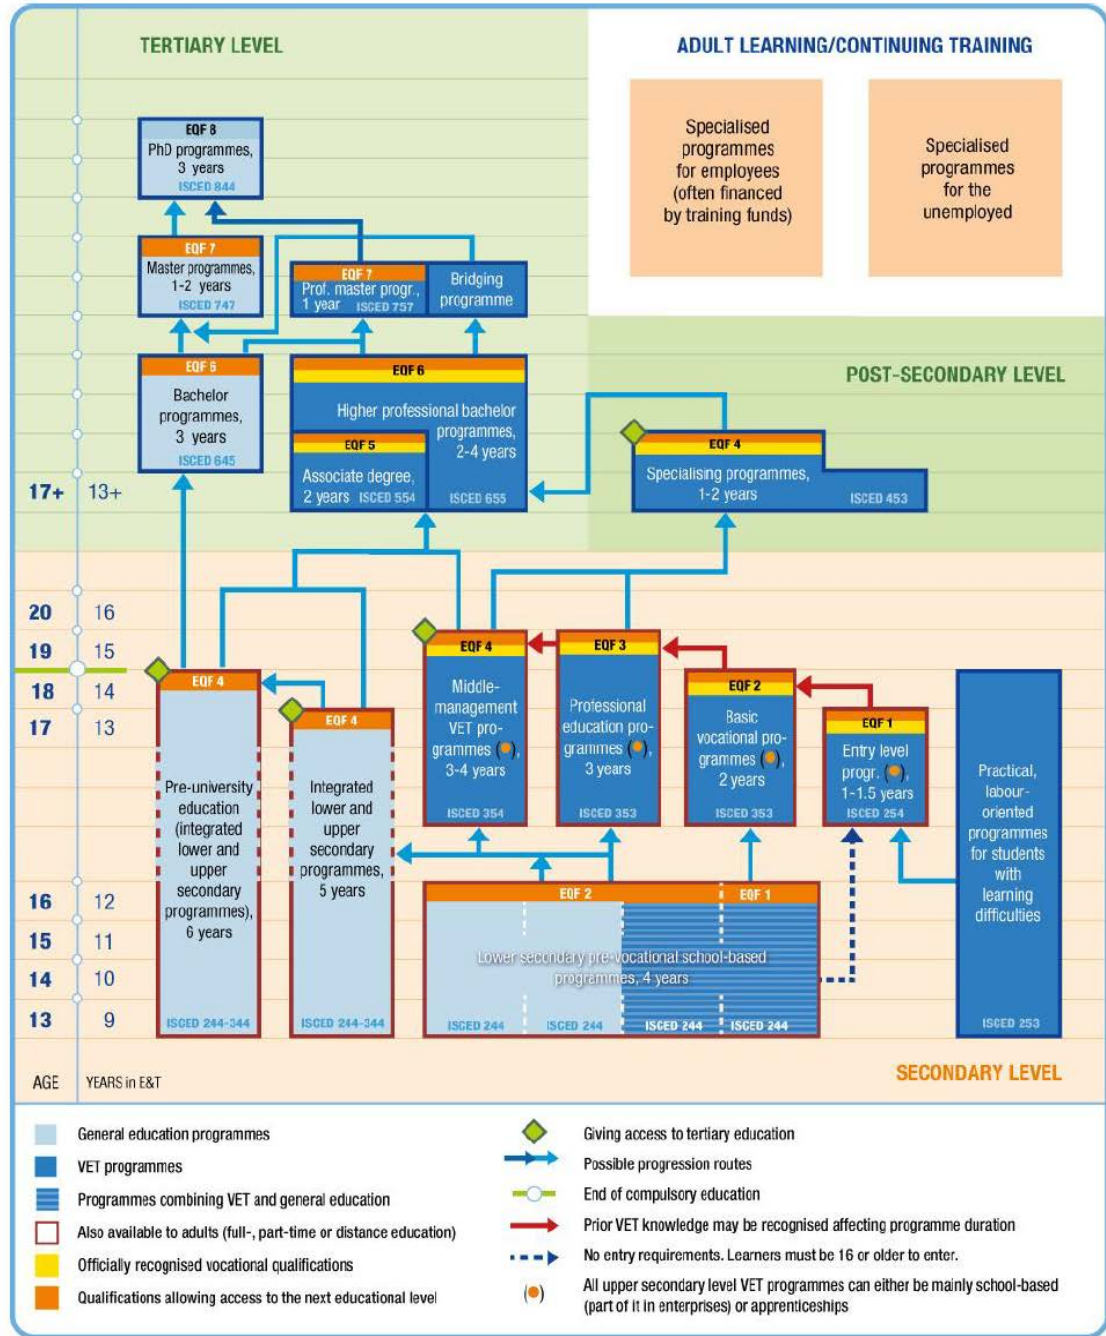 TERTIARY LEVEL
ADULT LEARNING/CONTINUING TRAINING
Specialised
programmes
for employees
(often financed
by training funds)
Specialised
programmes
for the
unemployed
EQF 8
PhD programmes,
3 years
ISCED 844
EQF 7
Master programmes,
1-2 years
ISCED 747
EQF 7
Prof. master progr.,
1 year ISCED 757
Bridging
programme
POST-SECONDARY LEVEL
EQF 6
Bachelor
programmes,
3 years
ISCED 645
EQF 6
Higher professional bachelor
programmes,
2-4 years
ISCED 655
EQF 5
Associate degree,
2 years ISCED 554
EQF 4
Specialising programmes,
1-2 years
ISCED 453
17+ 13+
20 16
19 15
18 14
17 13
16 12
15 11
14 10
13 9
AGE YEARS in E&T
EQF 4
Pre-university
education
(integrated
lower and
upper
secondary
programmes),
6 years
ISCED 244-344
EQF 4
Integrated
lower and
upper
secondary
programmes,
5 years
ISCED 244-344
EQF 4
Middle-
management
VET pro-
grammes ( ),
3-4 years
ISCED 354
EQF 3
Professional
education pro-
grammes ( ),
3 years
ISCED 353
EQF 2
Basic
vocational pro-
grammes ( ),
2 years
ISCED 353
EQF 1
Entry level
progr. ( ),
1-1.5 years
ISCED 254
Practical,
labour-
oriented
programmes
for students
with
learning
difficulties
ISCED 253
EQF 2 EQF 1
Lower secondary pre-vocational school-based
programmes, 4 years
ISCED 244 ISCED 244 ISCED 244 ISCED 244
SECONDARY LEVEL
General education programmes
VET programmes
Programmes combining VET and general education
Also available to adults (full-, part-time or distance education)
Officially recognised vocational qualifications
Qualifications allowing access to the next educational level
Giving access to tertiary education
Possible progression routes
End of compulsory education
Prior VET knowledge may be recognised affecting programme duration
No entry requirements. Learners must be 16 or older to enter.
( ) All upper secondary level VET programmes can either be mainly school-based
(part of it in enterprises) or apprenticeships